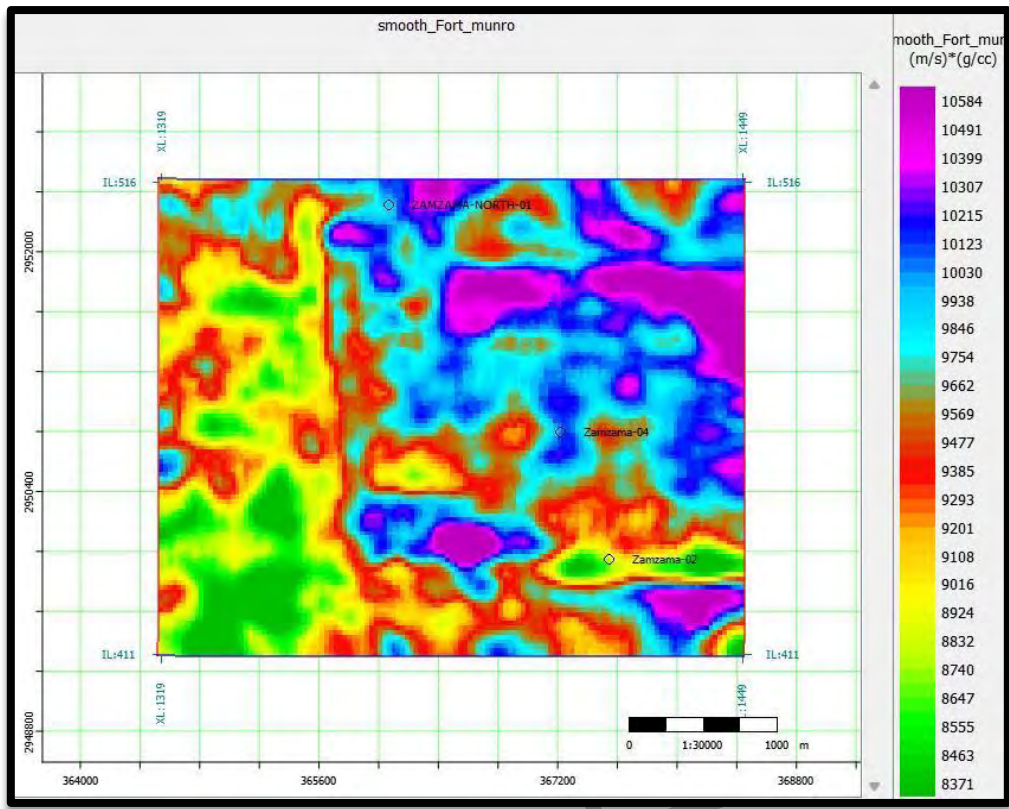 smooth_Fort_munro
mooth_Fort_mur
(m/s)*(g/cc)
10584
10491
10399
10307
10215
10123
10030
9938
9846
9754
9662
9569
9477
9385
9293
9201
9108
9016
8924
8832
8740
8647
8555
8463
8371
XL:1319
XL:1449
IL:516
IL:516
ZAMZAMA-NORTH-01
2952000
Zamzama-04
2950400
Zamzama-02
IL:411
IL:411
XL:1319
:1449
2948800
0 1:30000 1000 m
364000 365600 367200 368800